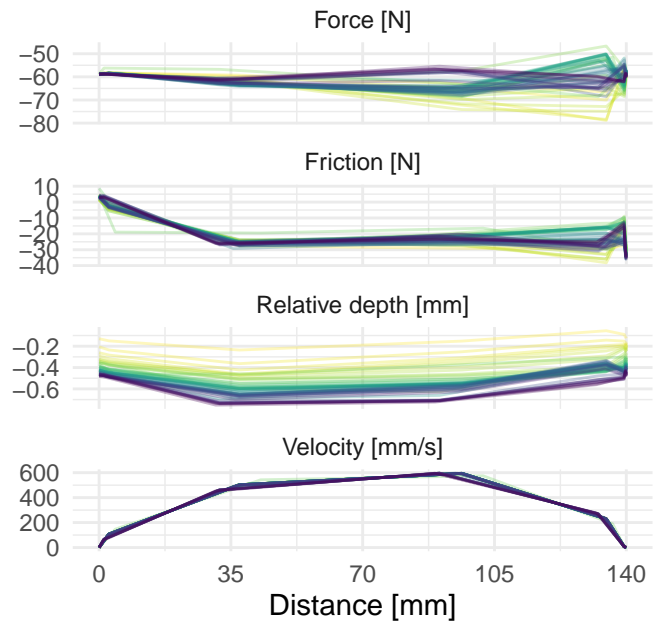 Force [N]
−50
−60
−70
−80
Friction [N]
10
0
−10
−20
−30
−40
Relative depth [mm]
−0.2
−0.4
−0.6
Velocity [mm/s]
600
400
200
0
0 35 70 105 140
Distance [mm]